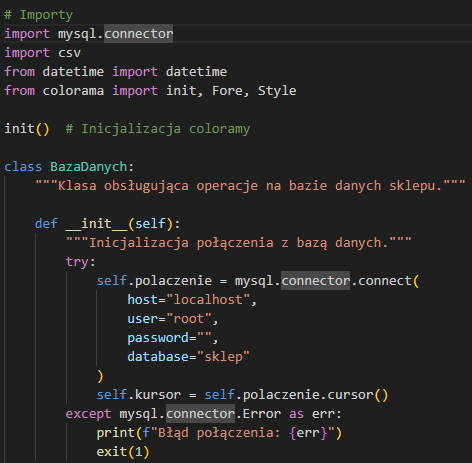 # Importy
import mysql.connector
import csv
from datetime import datetime
from colorama import init, Fore, Style
init()  # Inicjalizacja coloramy
class BazaDanych:
    """Klasa obsługująca operacje na bazie danych sklepu."""
    def __init__(self):
        """Inicjalizacja połączenia z bazą danych."""
        try:
            self.polaczenie = mysql.connector.connect(
                host="localhost",
                user="root",
                password="",
                database="sklep"
            )
            self.kursor = self.polaczenie.cursor()
        except mysql.connector.Error as err:
            print(f"Błąd połączenia: {err}")
            exit(1)